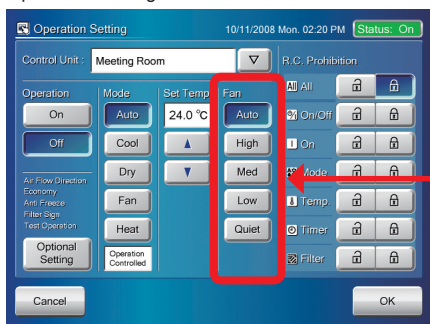 Operation Setting
10/11/2008 Mon. 02:20 PM
Status: On
Control Unit :
Meeting Room
R.C. Prohibition
Operation
On
Off
Air Flow Direction
Economy
Anti Freeze
Filter Sign
Test Operation
Optional
Setting
Mode
Auto
Cool
Dry
Fan
Heat
Operation
Controlled
Set Temp
24.0 °C
Fan
Auto
High
Med
Low
Quiet
All All
On/Off
On
Mode
Temp.
Timer
Filter
Cancel
OK